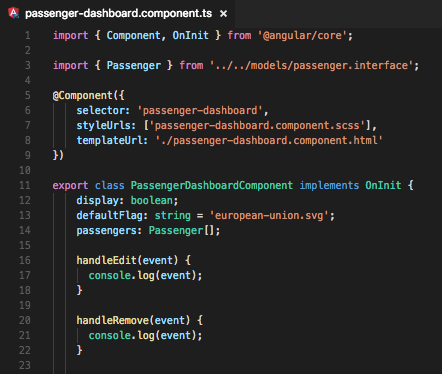 passenger-dashboard.component.ts ×
1 import { Component, OnInit } from '@angular/core';
2
3 import { Passenger } from '../../models/passenger.interface';
4
5 @Component({
6 selector: 'passenger-dashboard',
7 styleUrls: ['passenger-dashboard.component.scss'],
8 templateUrl: './passenger-dashboard.component.html'
9 })
10
11 export class PassengerDashboardComponent implements OnInit {
12 display: boolean;
13 defaultFlag: string = 'european-union.svg';
14 passengers: Passenger[];
15
16 handleEdit(event) {
17 console.log(event);
18 }
19
20 handleRemove(event) {
21 console.log(event);
22 }
23